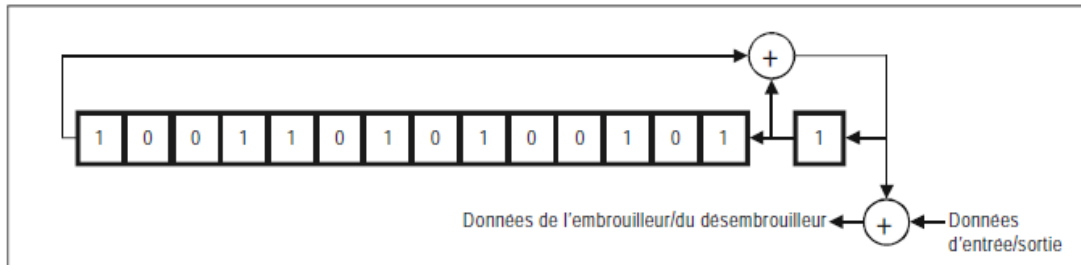 +
1 0 0 1 1 0 1 0 1 0 0 1 0 1 1
Données de l'embrouilleur/du désembrouilleur + Données
d'entrée/sortie